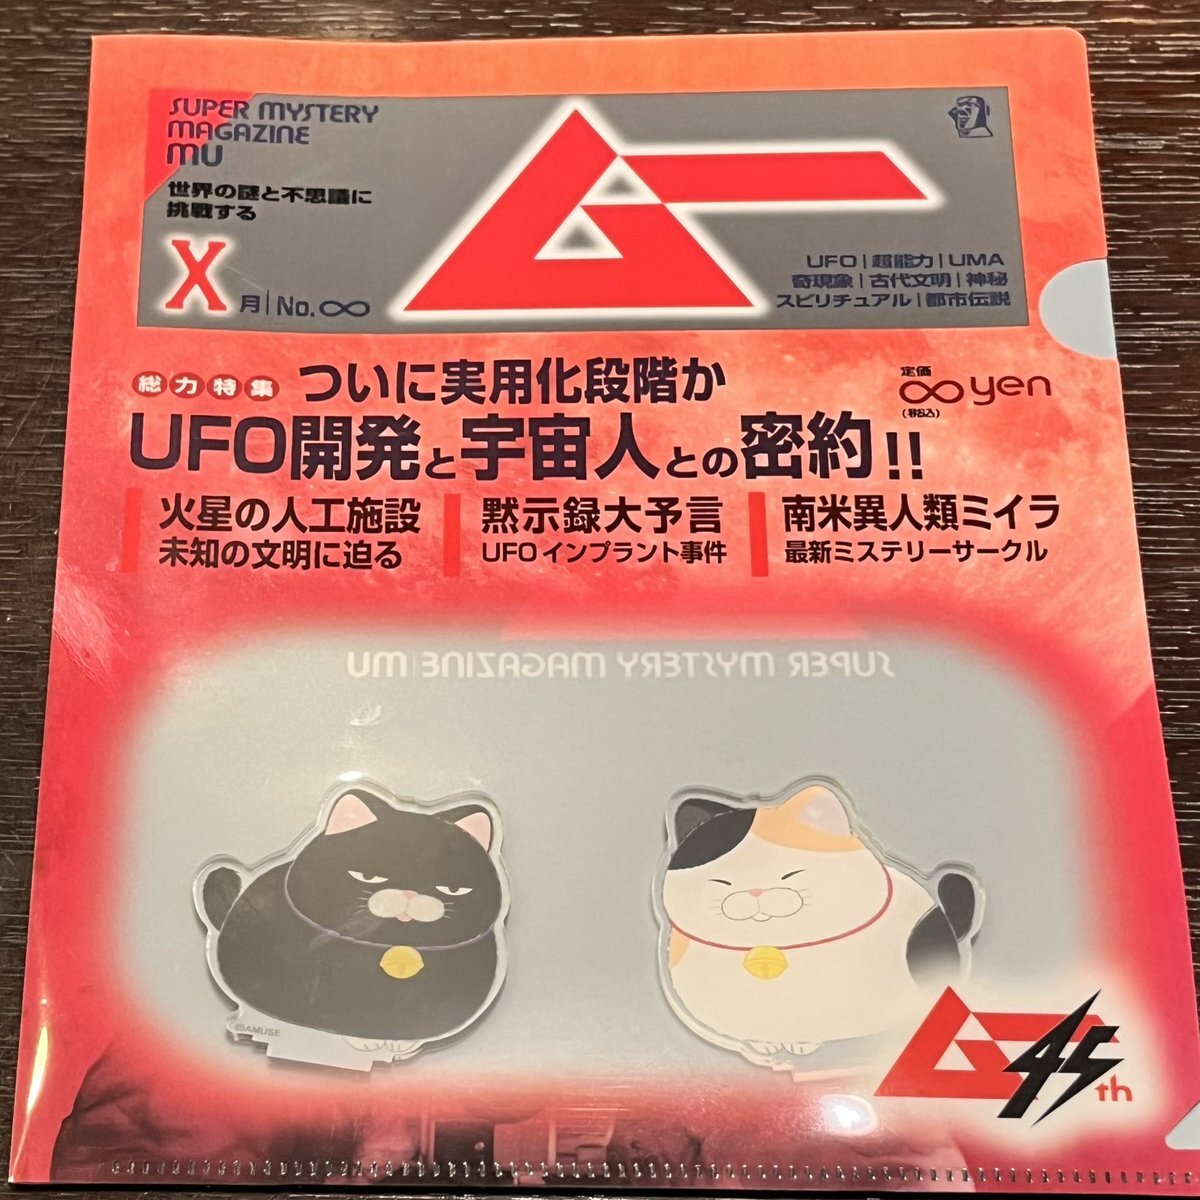 SUPER MYSTERY
MAGAZINE
MU
世界の謎と不思議に
挑戦する
X月 No.∞
ムー
UFO|超能力|UMA
奇現象|古代文明|神秘
スピリチュアル|都市伝説
総力特集 ついに実用化段階か
定価
∞yen
(税込)
UFO開発と宇宙人との密約!!
火星の人工施設
未知の文明に迫る
黙示録大予言
UFOインプラント事件
南米異人類ミイラ
最新ミステリーサークル
SUPER MYSTERY MAGAZINE MU
©AMUSE
ムー 45th